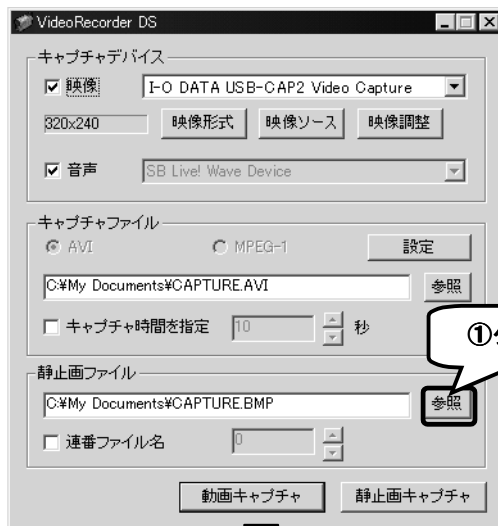 VideoRecorder DS
キャプチャデバイス
映像
I-O DATA USB-CAP2 Video Capture
320x240
映像形式
映像ソース
映像調整
音声
SB Live! Wave Device
キャプチャファイル
AVI
MPEG-1
設定
C:¥My Documents¥CAPTURE.AVI
参照
キャプチャ時間を指定
10
秒
①
静止画ファイル
C:¥My Documents¥CAPTURE.BMP
参照
連番ファイル名
0
動画キャプチャ
静止画キャプチャ